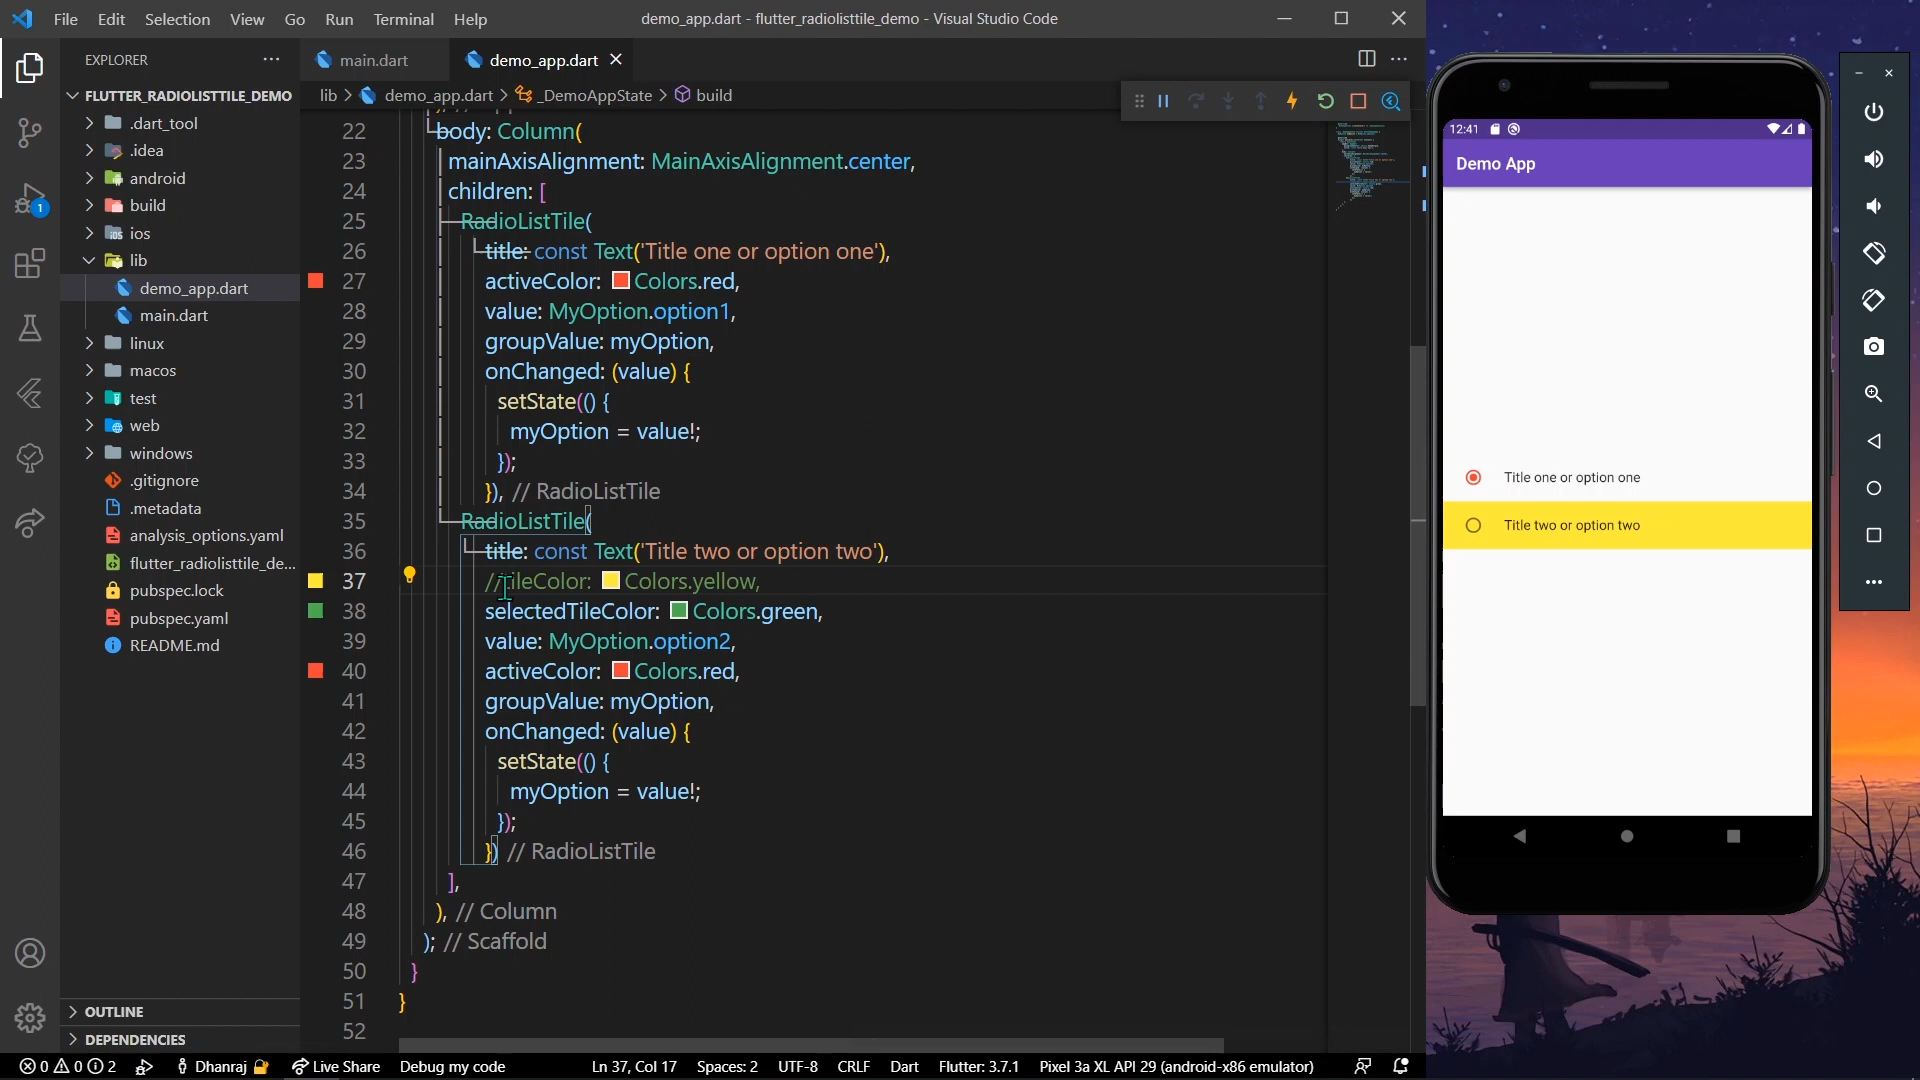 File Edit Selection View Go Run Terminal Help
demo_app.dart - flutter_radiolisttile_demo - Visual Studio Code
EXPLORER
main.dart
demo_app.dart
FLUTTER_RADIOLISTTILE_DEMO
.dart_tool
.idea
android
build
ios
lib
demo_app.dart
main.dart
linux
macos
test
web
windows
.gitignore
.metadata
analysis_options.yaml
flutter_radiolisttile_de...
pubspec.lock
pubspec.yaml
README.md
OUTLINE
DEPENDENCIES
1
lib > demo_app.dart > _DemoAppState > build
22 body: Column(
23 mainAxisAlignment: MainAxisAlignment.center,
24 children: [
25 RadioListTile(
26 title: const Text('Title one or option one'),
27 activeColor: Colors.red,
28 value: MyOption.option1,
29 groupValue: myOption,
30 onChanged: (value) {
31 setState(() {
32 myOption = value!;
33 });
34 }), // RadioListTile
35 RadioListTile(
36 title: const Text('Title two or option two'),
37 //tileColor: Colors.yellow,
38 selectedTileColor: Colors.green,
39 value: MyOption.option2,
40 activeColor: Colors.red,
41 groupValue: myOption,
42 onChanged: (value) {
43 setState(() {
44 myOption = value!;
45 });
46 }) // RadioListTile
47 ],
48 ), // Column
49 ); // Scaffold
50 }
51 }
52
0 0 2 Dhanraj Live Share Debug my code Ln 37, Col 17 Spaces: 2 UTF-8 CRLF Dart Flutter: 3.7.1 Pixel 3a XL API 29 (android-x86 emulator)
12:41
Demo App
Title one or option one
Title two or option two